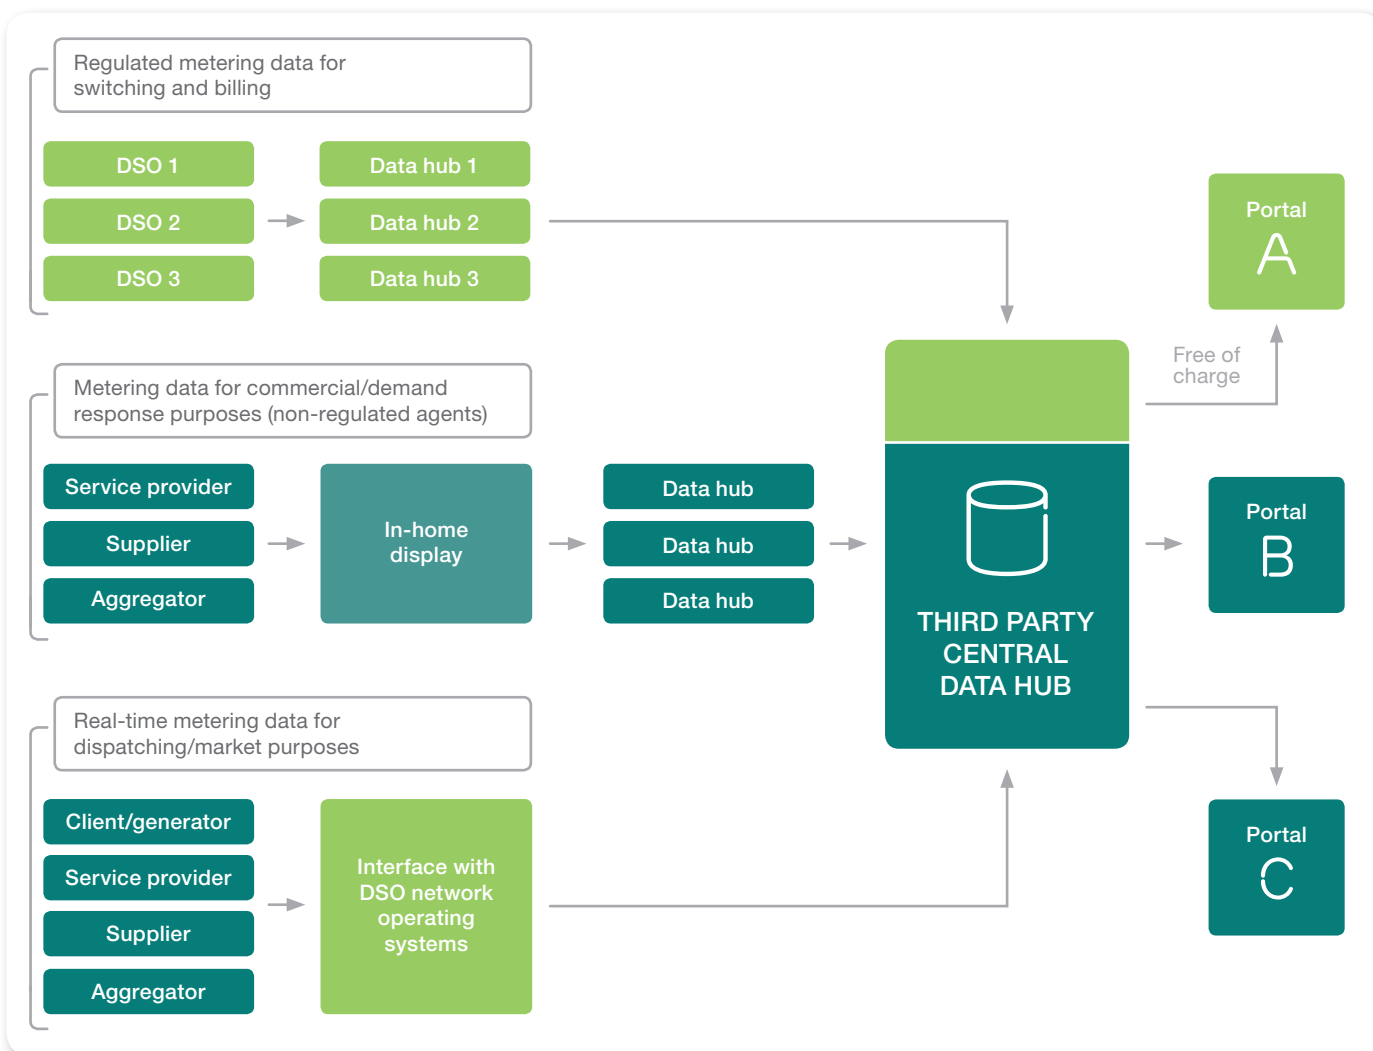 Regulated metering data for
switching and billing
DSO 1
Data hub 1
DSO 2
Data hub 2
DSO 3
Data hub 3
Portal
A
Free of
charge
Metering data for commercial/demand
response purposes (non-regulated agents)
Service provider
Supplier
Aggregator
In-home
display
Data hub
Data hub
Data hub
THIRD PARTY
CENTRAL
DATA HUB
Portal
B
Real-time metering data for
dispatching/market purposes
Client/generator
Service provider
Supplier
Aggregator
Interface with
DSO network
operating
systems
Portal
C